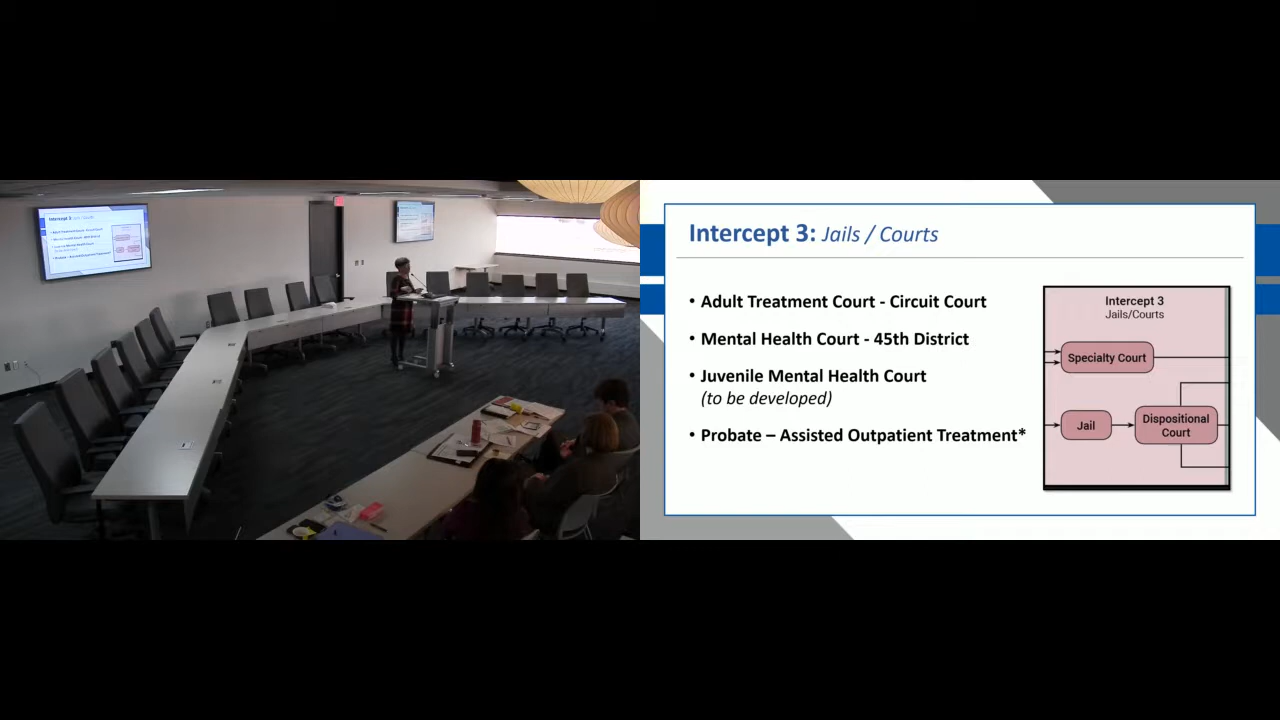 Intercept 3: Jails / Courts
• Adult Treatment Court - Circuit Court
• Mental Health Court - 45th District
• Juvenile Mental Health Court
(to be developed)
• Probate – Assisted Outpatient Treatment*
Intercept 3
Jails/Courts
Specialty Court
Jail
Dispositional
Court